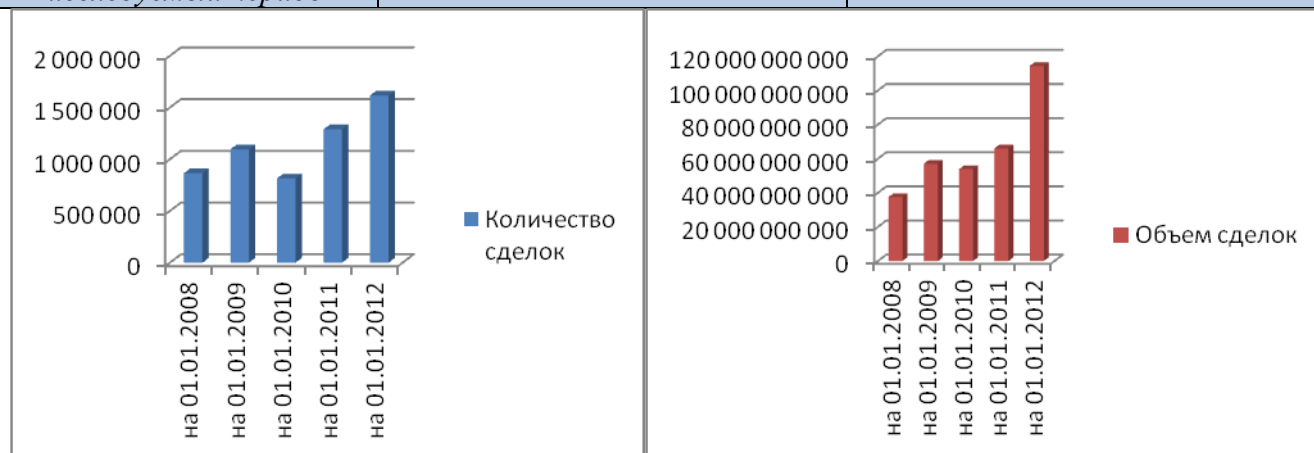 2 000 000
1 500 000
1 000 000
500 000
0
на 01.01.2008
на 01.01.2009
на 01.01.2010
на 01.01.2011
на 01.01.2012
Количество
сделок
120 000 000 000
100 000 000 000
80 000 000 000
60 000 000 000
40 000 000 000
20 000 000 000
0
на 01.01.2008
на 01.01.2009
на 01.01.2010
на 01.01.2011
на 01.01.2012
Объем сделок